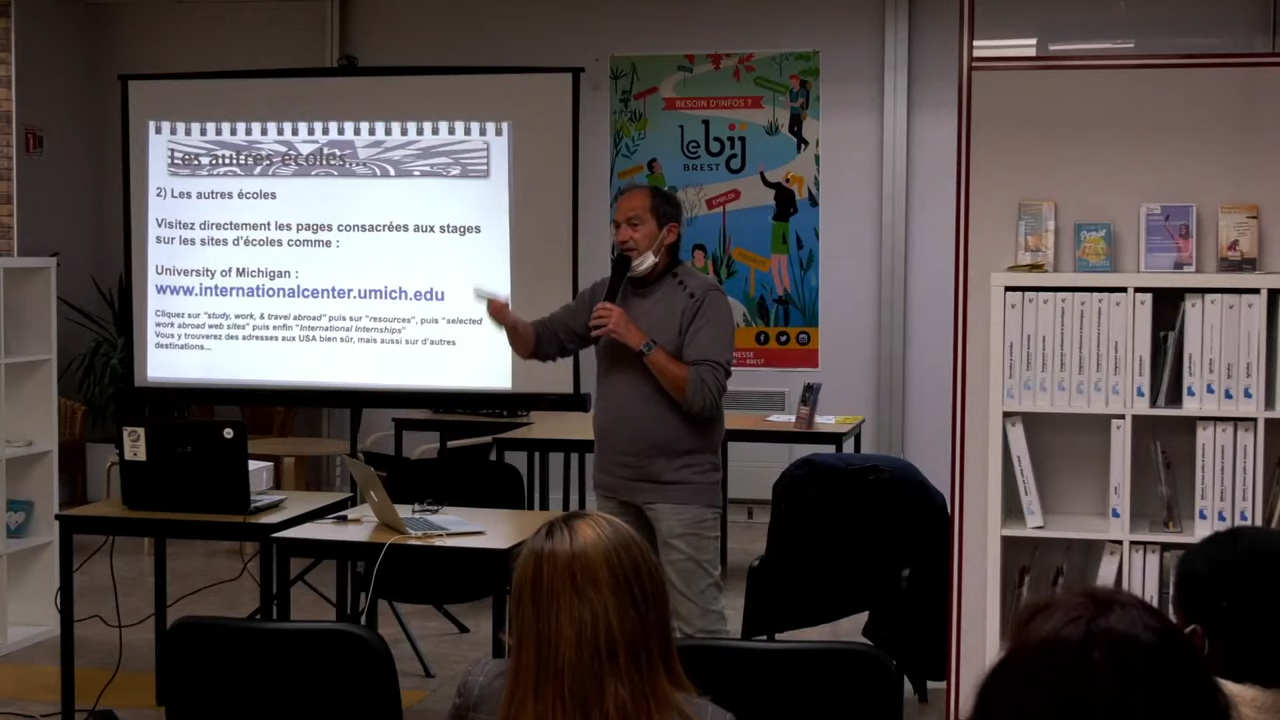 Les autres écoles...
2) Les autres écoles
Visitez directement les pages consacrées aux stages
sur les sites d'écoles comme :
University of Michigan :
www.internationalcenter.umich.edu
Cliquez sur "study, work, & travel abroad" puis sur "resources", puis "selected
work abroad web sites" puis enfin "International Internships"
Vous y trouverez des adresses aux USA bien sûr, mais aussi sur d'autres
destinations...
BESOIN D'INFOS ?
le bij
BREST
EMPLOI